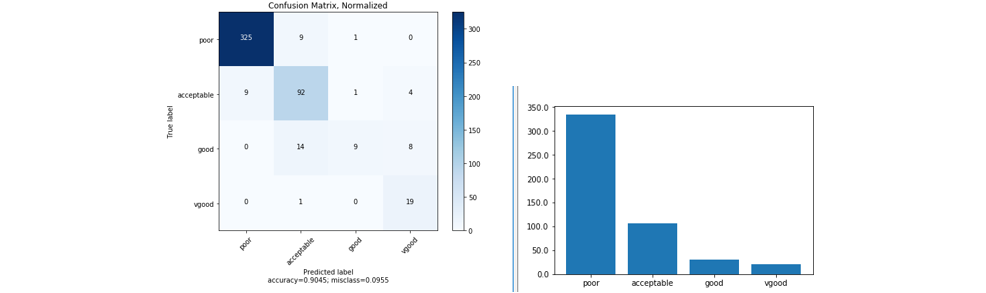 Confusion Matrix, Normalized
True label
poor 325 9 1 0
acceptable 9 92 1 4
good 0 14 9 8
vgood 0 1 0 19
poor acceptable good vgood
Predicted label
accuracy=0.9045; misclass=0.0955
300
250
200
150
100
50
0
350.0
300.0
250.0
200.0
150.0
100.0
50.0
0.0
poor acceptable good vgood